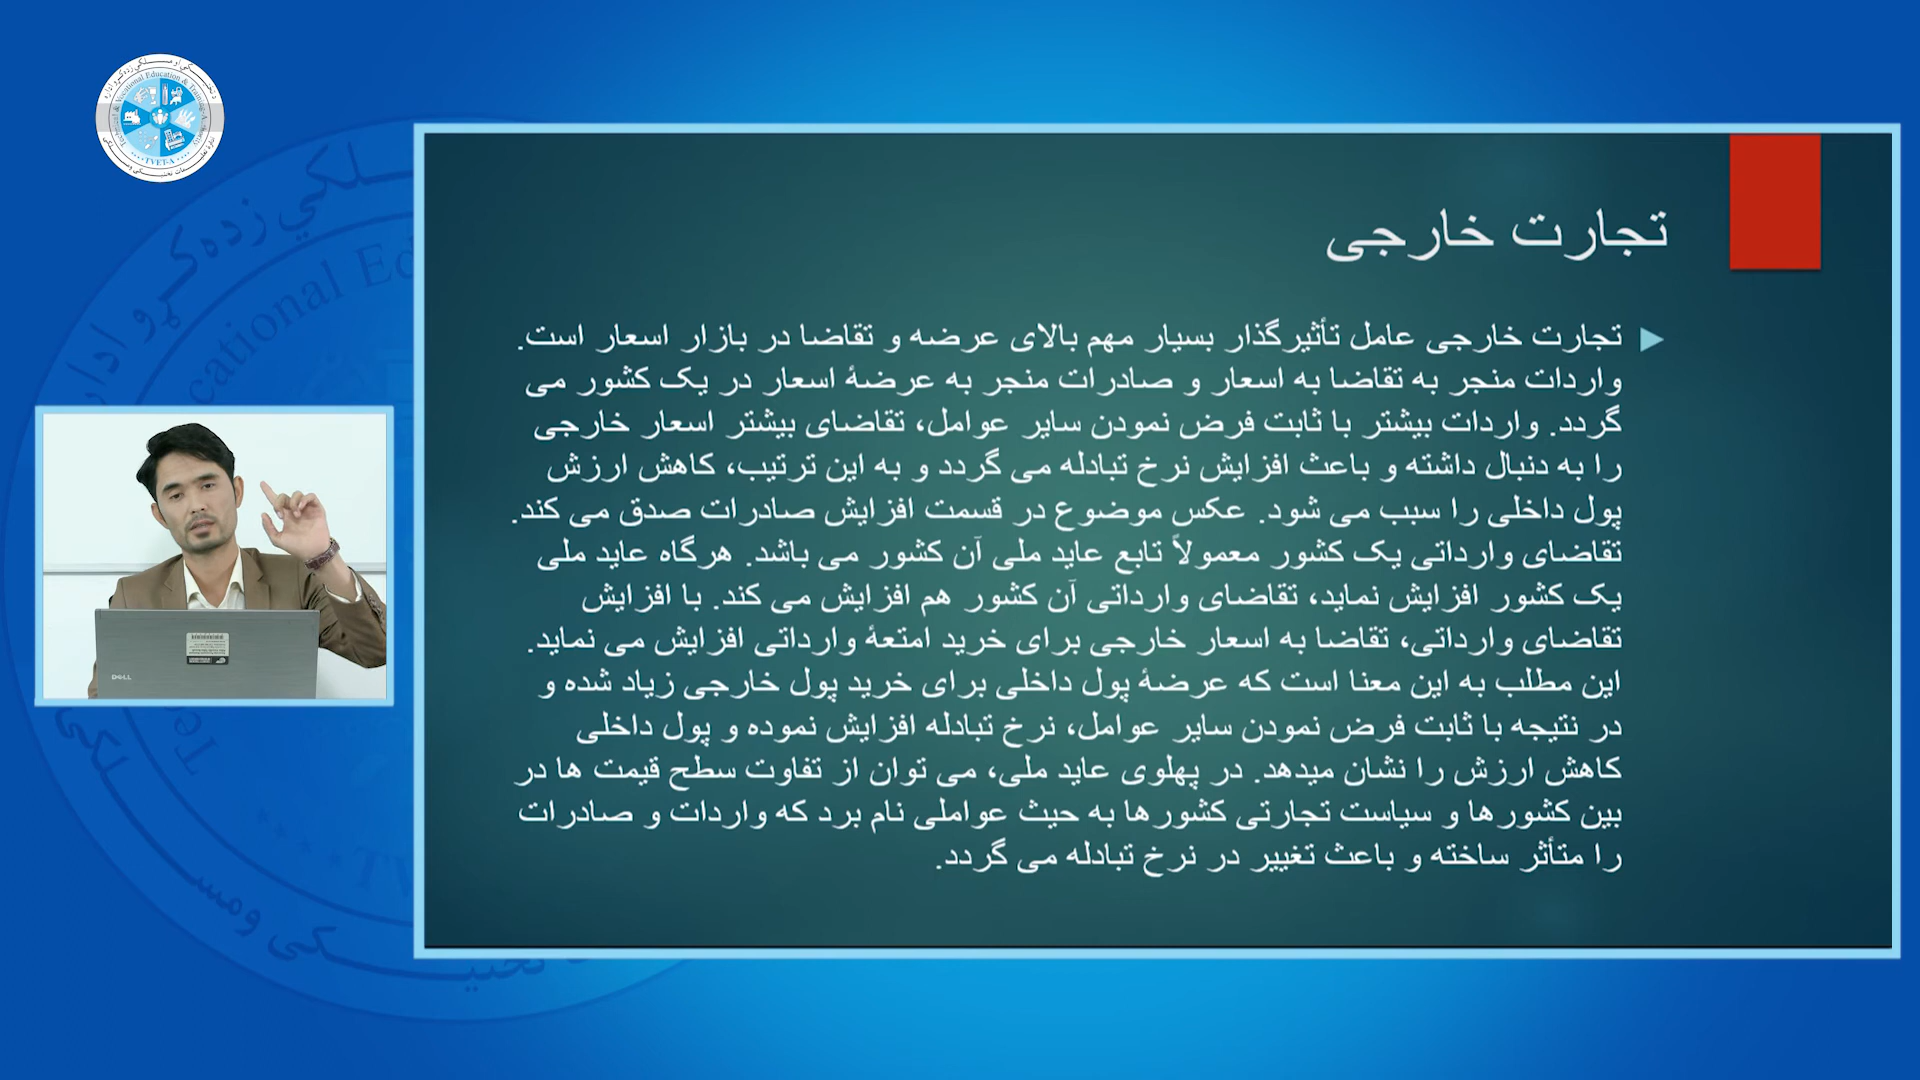 تجارت خارجی
تجارت خارجی عامل تأثیرگذار بسیار مهم بالای عرضه و تقاضا در بازار اسعار است.
واردات منجر به تقاضا به اسعار و صادرات منجر به عرضهٔ اسعار در یک کشور می
گردد. واردات بیشتر با ثابت فرض نمودن سایر عوامل، تقاضای بیشتر اسعار خارجی
را به دنبال داشته و باعث افزایش نرخ تبادله می گردد و به این ترتیب، کاهش ارزش
پول داخلی را سبب می شود. عکس موضوع در قسمت افزایش صادرات صدق می کند.
تقاضای وارداتی یک کشور معمولاً تابع عاید ملی آن کشور می باشد. هرگاه عاید ملی
یک کشور افزایش نماید، تقاضای وارداتی آن کشور هم افزایش می کند. با افزایش
تقاضای وارداتی، تقاضا به اسعار خارجی برای خرید امتعهٔ وارداتی افزایش می نماید.
این مطلب به این معنا است که عرضهٔ پول داخلی برای خرید پول خارجی زیاد شده و
در نتیجه با ثابت فرض نمودن سایر عوامل، نرخ تبادله افزایش نموده و پول داخلی
کاهش ارزش را نشان میدهد. در پهلوی عاید ملی، می توان از تفاوت سطح قیمت ها در
بین کشورها و سیاست تجارتی کشورها به حیث عواملی نام برد که واردات و صادرات
را متأثر ساخته و باعث تغییر در نرخ تبادله می گردد.
TVET-A
DELL